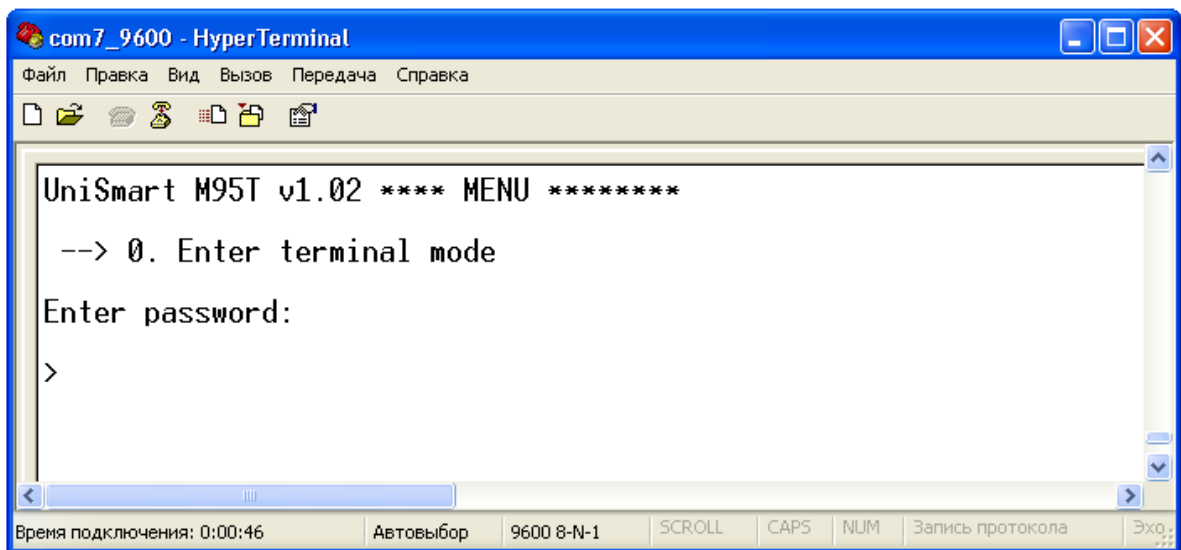 com7_9600 - HyperTerminal
Файл Правка Вид Вызов Передача Справка
UniSmart M95T v1.02 **** MENU ********
--> 0. Enter terminal mode
Enter password:
>
Время подключения: 0:00:46 Автовыбор 9600 8-N-1 SCROLL CAPS NUM Запись протокола Эхо